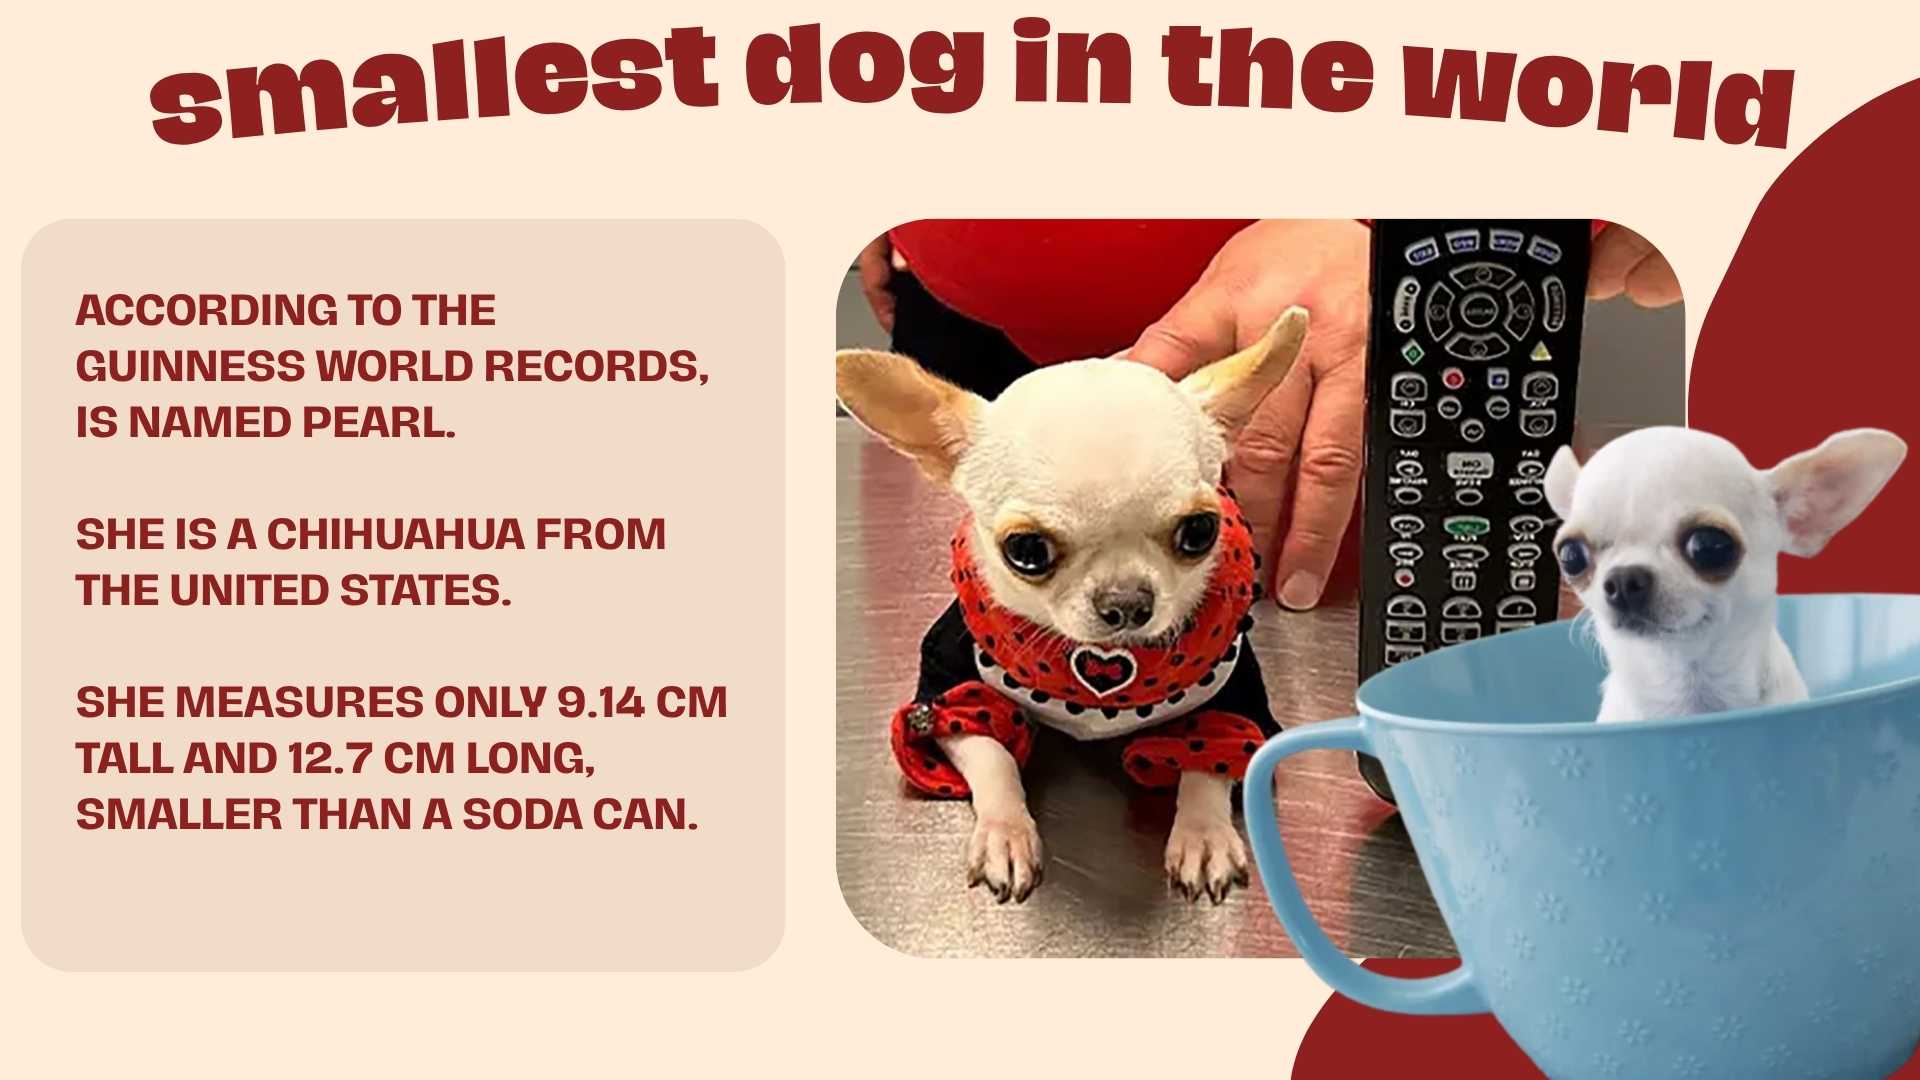 smallest dog in the world
ACCORDING TO THE
GUINNESS WORLD RECORDS,
IS NAMED PEARL.
SHE IS A CHIHUAHUA FROM
THE UNITED STATES.
SHE MEASURES ONLY 9.14 CM
TALL AND 12.7 CM LONG,
SMALLER THAN A SODA CAN.